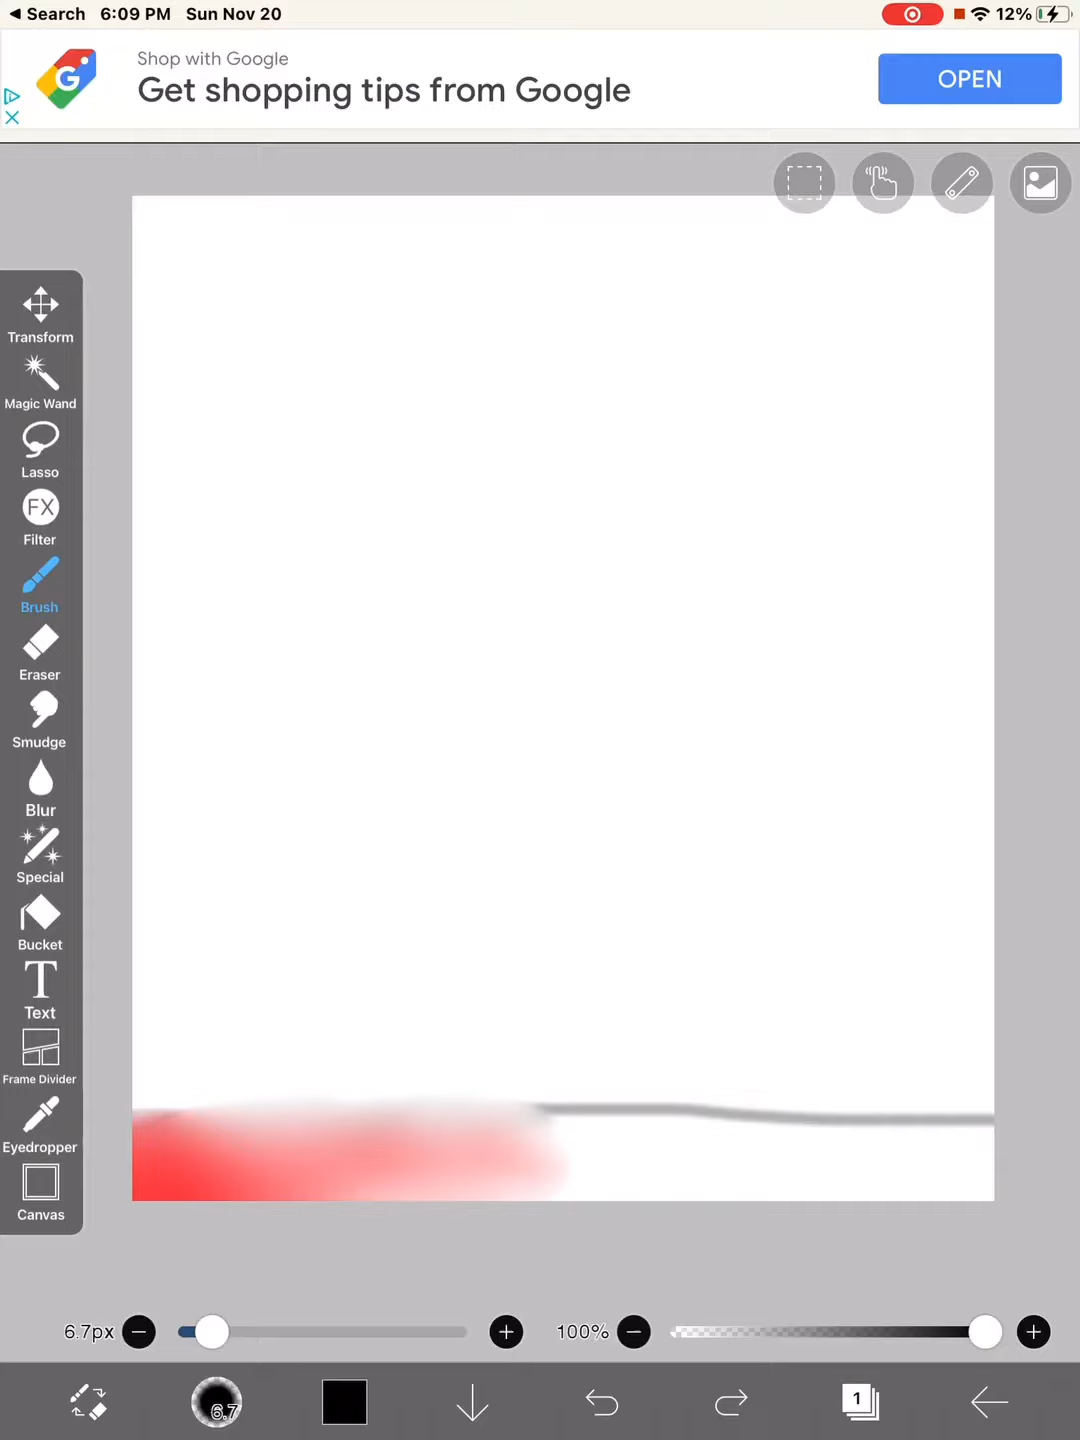 Search 6:09 PM Sun Nov 20 12%
Shop with Google
Get shopping tips from Google
OPEN
Transform
Magic Wand
Lasso
FX
Filter
Brush
Eraser
Smudge
Blur
Special
Bucket
T
Text
Frame Divider
Eyedropper
Canvas
6.7px 100%
6.7 1